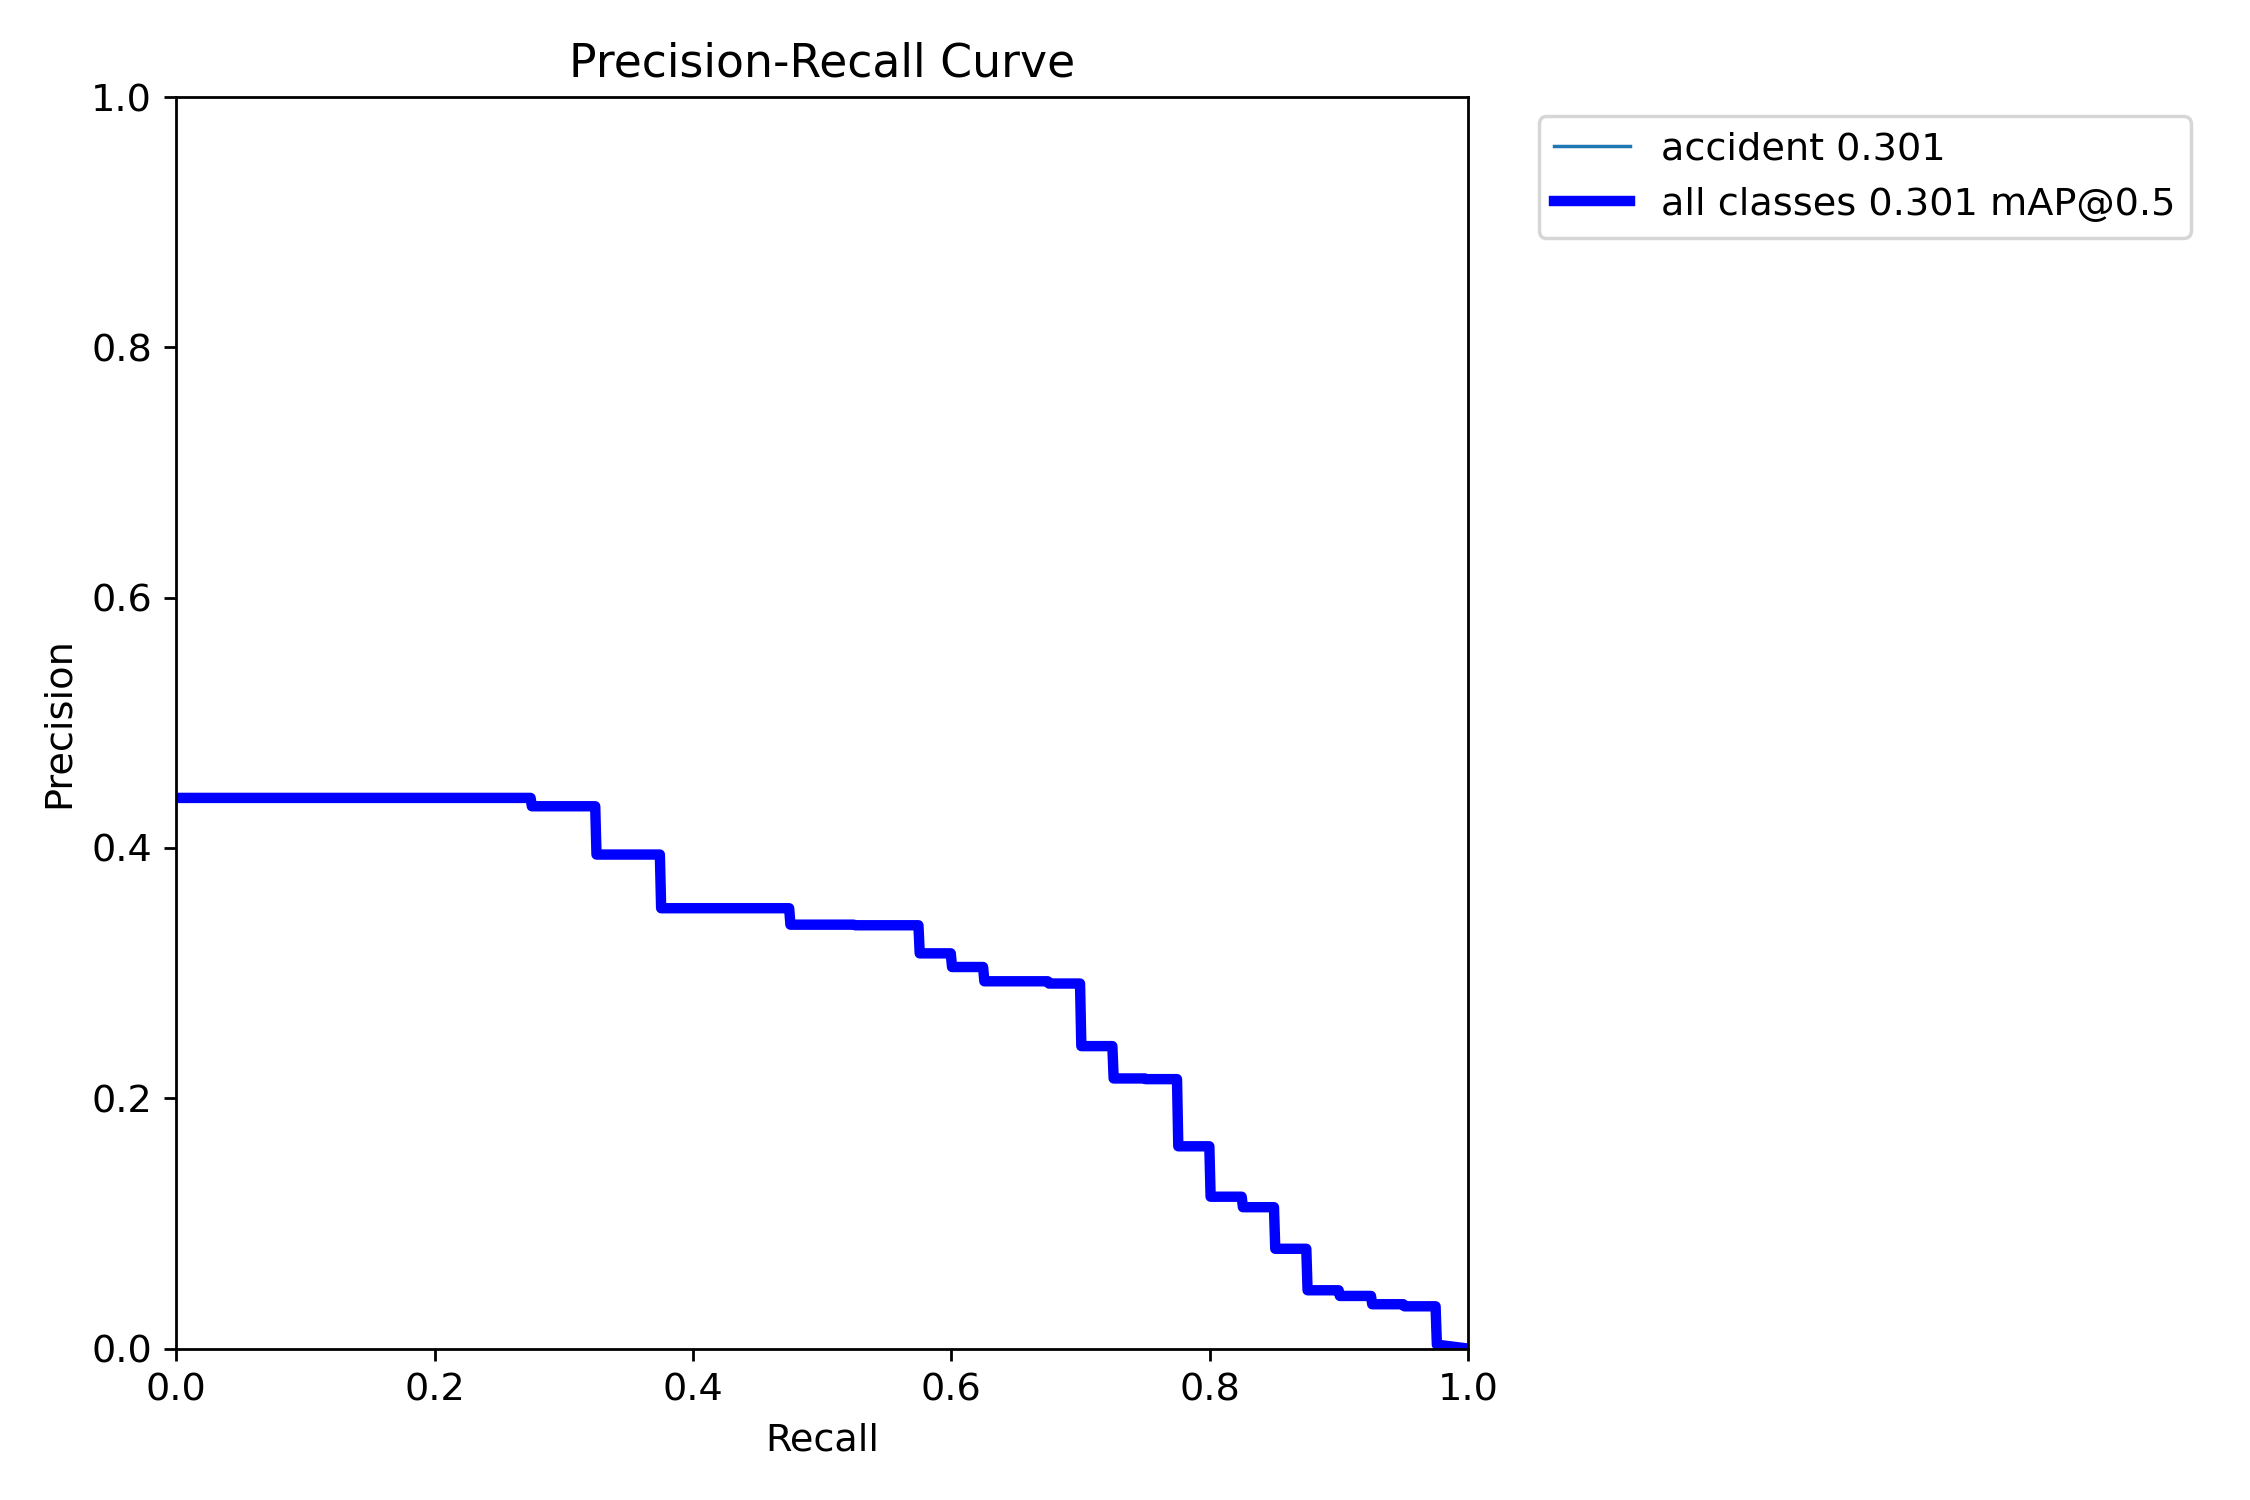 Precision-Recall Curve
1.0
0.8
0.6
0.4
0.2
0.0
Precision
0.0 0.2 0.4 0.6 0.8 1.0
Recall
accident 0.301
all classes 0.301 mAP@0.5